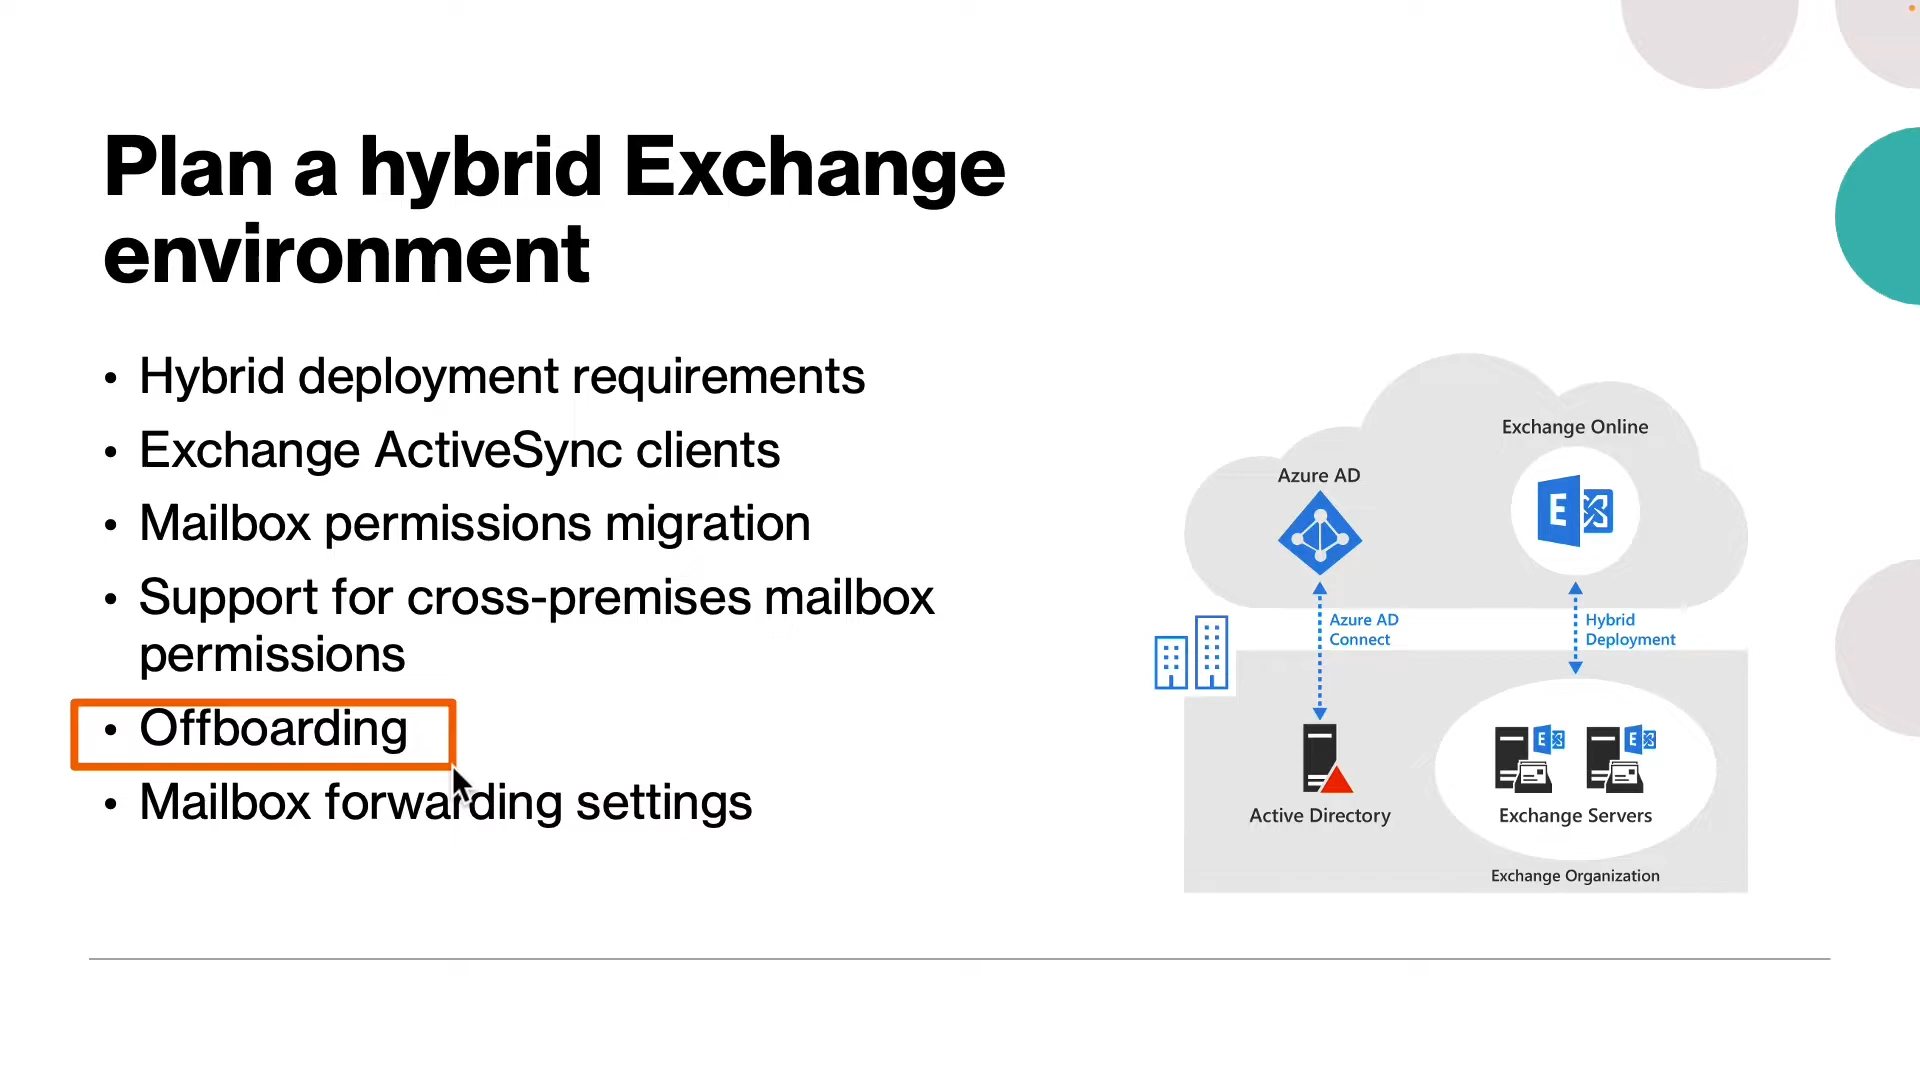 Plan a hybrid Exchange
environment
• Hybrid deployment requirements
• Exchange ActiveSync clients
• Mailbox permissions migration
• Support for cross-premises mailbox
permissions
• Offboarding
• Mailbox forwarding settings
Exchange Online
Azure AD
E
Azure AD
Connect
Hybrid
Deployment
E
E
Active Directory
Exchange Servers
Exchange Organization